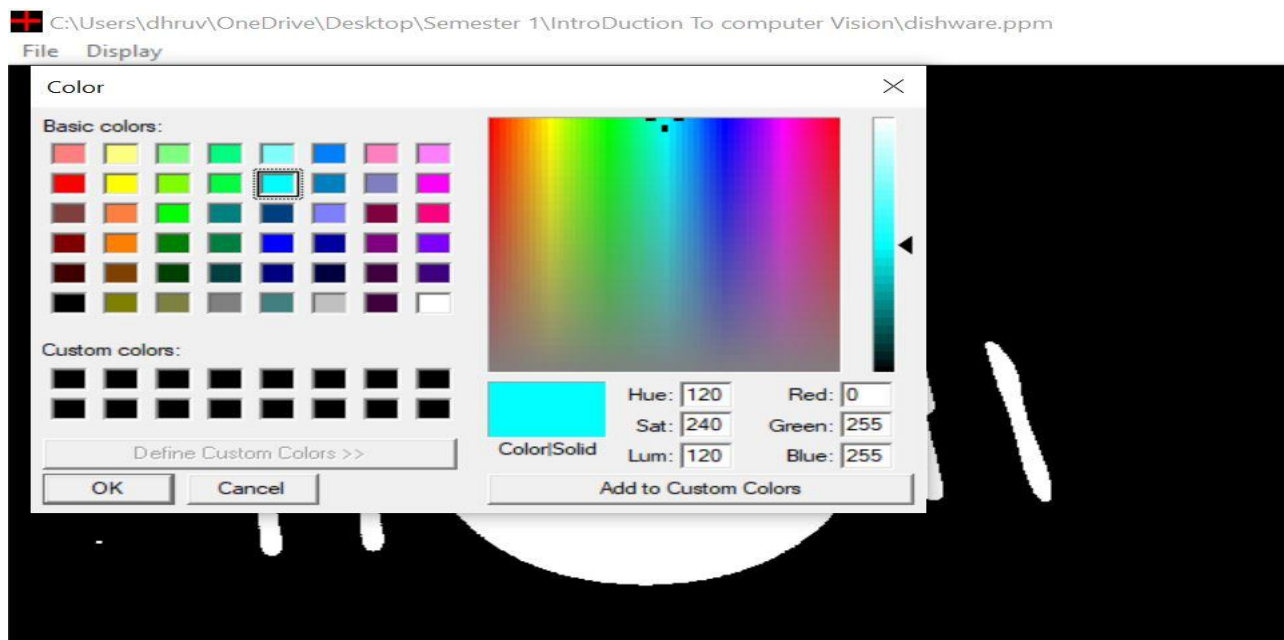 C:\Users\dhruv\OneDrive\Desktop\Semester 1\IntroDuction To computer Vision\dishware.ppm
File Display
Color
Basic colors:
Custom colors:
Define Custom Colors >>
OK Cancel
Color|Solid
Hue: 120 Red: 0
Sat: 240 Green: 255
Lum: 120 Blue: 255
Add to Custom Colors